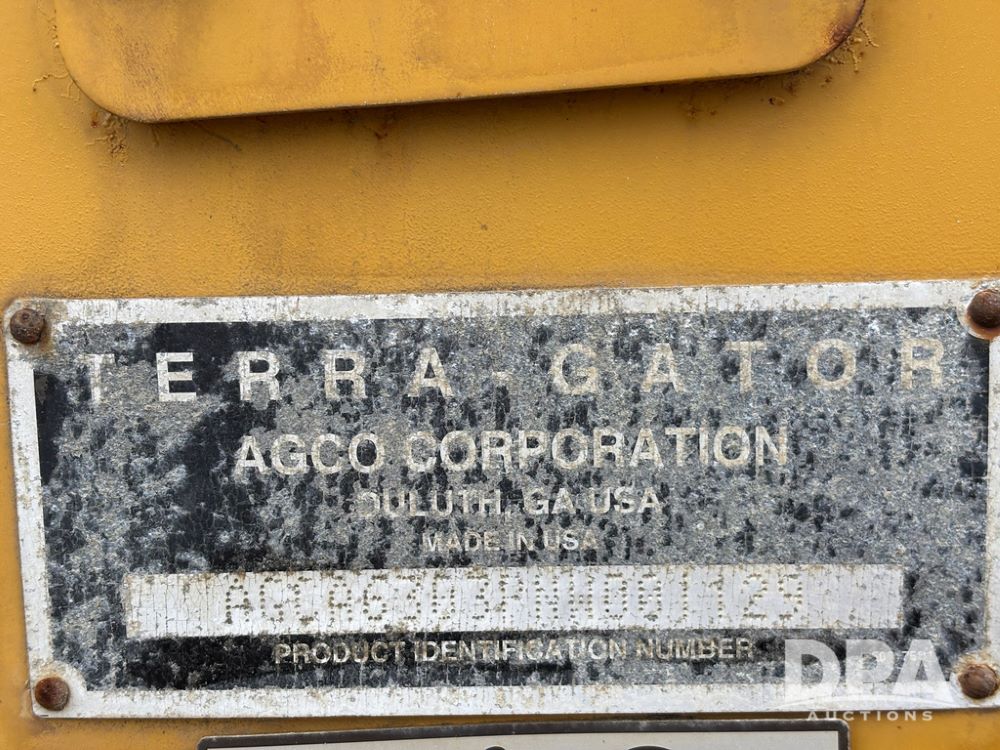 TERRA-GATOR
AGCO CORPORATION
DULUTH, GA USA
MADE IN USA
PRODUCT IDENTIFICATION NUMBER
DPA
AUCTIONS